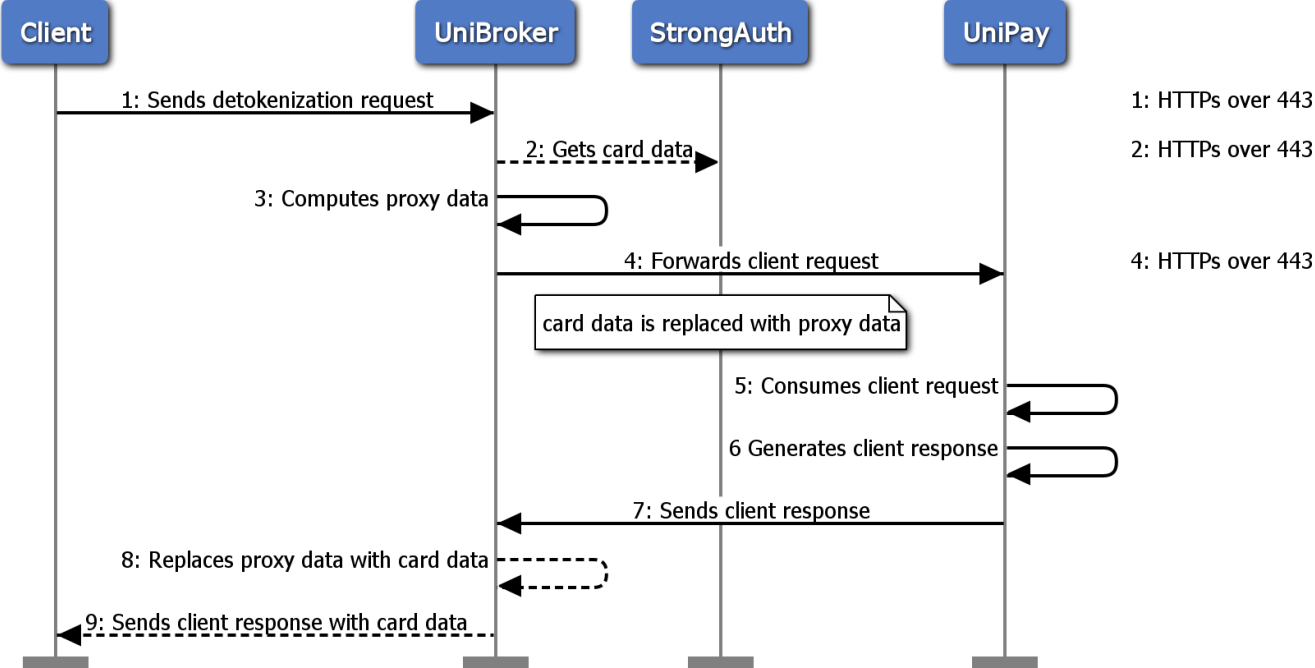 Client
UniBroker
StrongAuth
UniPay
1: Sends detokenization request
1: HTTPs over 443
2: Gets card data
2: HTTPs over 443
3: Computes proxy data
4: Forwards client request
4: HTTPs over 443
card data is replaced with proxy data
5: Consumes client request
6 Generates client response
7: Sends client response
8: Replaces proxy data with card data
9: Sends client response with card data